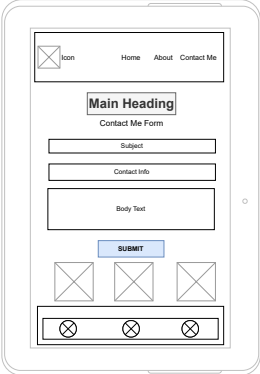 Icon Home About Contact Me
Main Heading
Contact Me Form
Subject
Contact Info
Body Text
SUBMIT